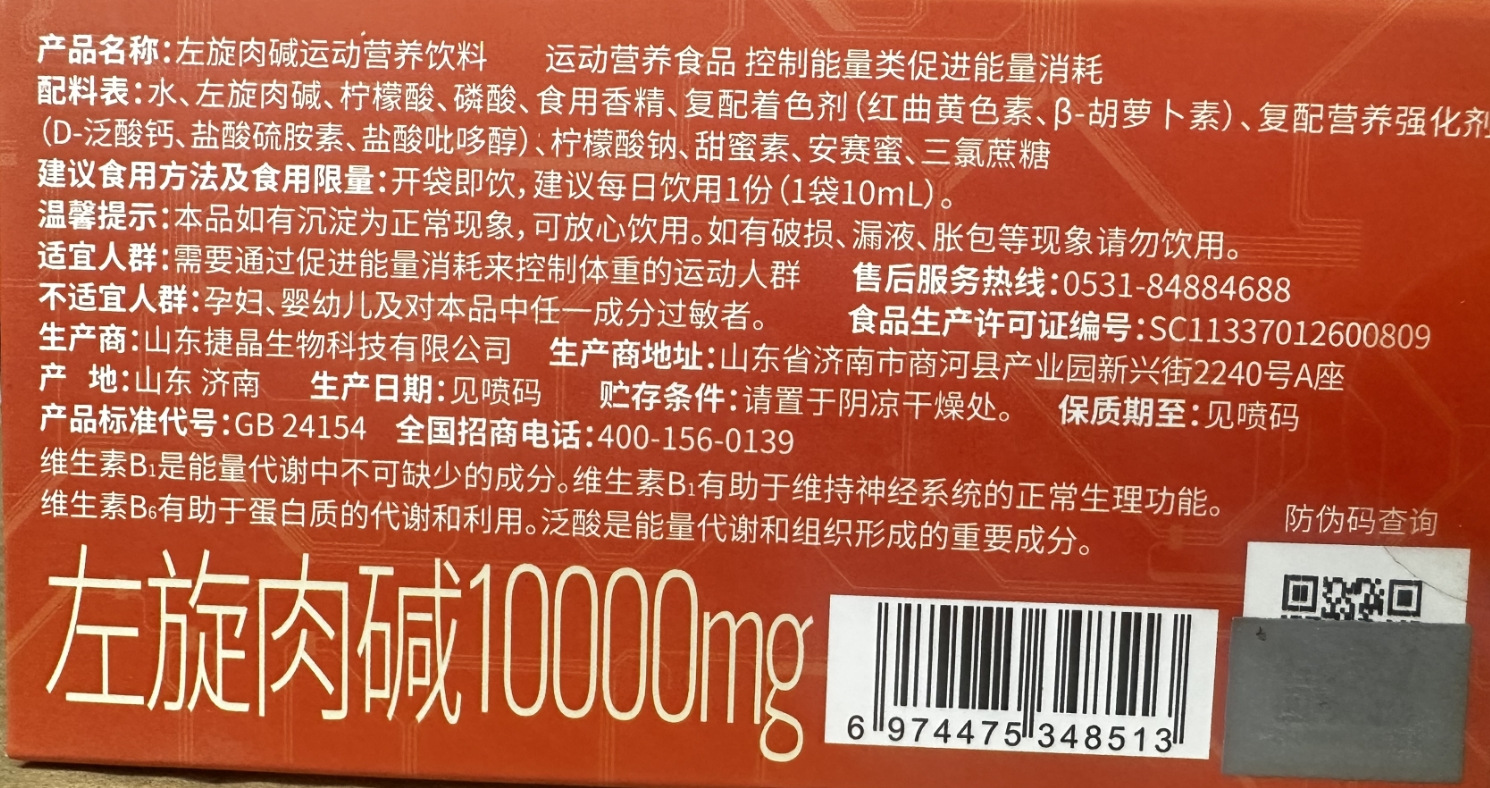 产品名称:左旋肉碱运动营养饮料 运动营养食品 控制能量类促进能量消耗
配料表:水、左旋肉碱、柠檬酸、磷酸、食用香精、复配着色剂(红曲黄色素、β-胡萝卜素)、复配营养强化剂
(D-泛酸钙、盐酸硫胺素、盐酸吡哆醇)、柠檬酸钠、甜蜜素、安赛蜜、三氯蔗糖
建议食用方法及食用限量:开袋即饮,建议每日饮用1份(1袋10mL)。
温馨提示:本品如有沉淀为正常现象,可放心饮用。如有破损、漏液、胀包等现象请勿饮用。
适宜人群:需要通过促进能量消耗来控制体重的运动人群 售后服务热线:0531-84884688
不适宜人群:孕妇、婴幼儿及对本品中任一成分过敏者。 食品生产许可证编号:SC11337012600809
生产商:山东捷晶生物科技有限公司 生产商地址:山东省济南市商河县产业园新兴街2240号A座
产 地:山东 济南 生产日期:见喷码 贮存条件:请置于阴凉干燥处。 保质期至:见喷码
产品标准代号:GB 24154 全国招商电话:400-156-0139
维生素B₁是能量代谢中不可缺少的成分。维生素B₁有助于维持神经系统的正常生理功能。
维生素B₆有助于蛋白质的代谢和利用。泛酸是能量代谢和组织形成的重要成分。
防伪码查询
左旋肉碱10000mg
6 974475 348513